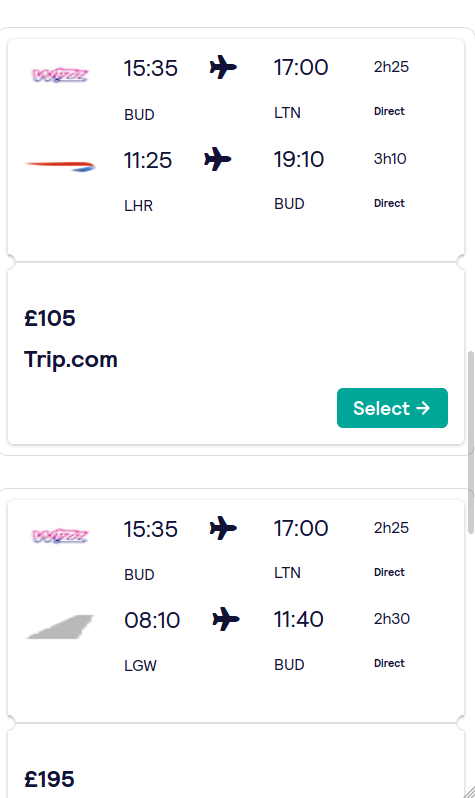 Wizz 15:35 17:00 2h25
BUD LTN Direct
11:25 19:10 3h10
LHR BUD Direct
£105
Trip.com
Select →
Wizz 15:35 17:00 2h25
BUD LTN Direct
08:10 11:40 2h30
LGW BUD Direct
£195